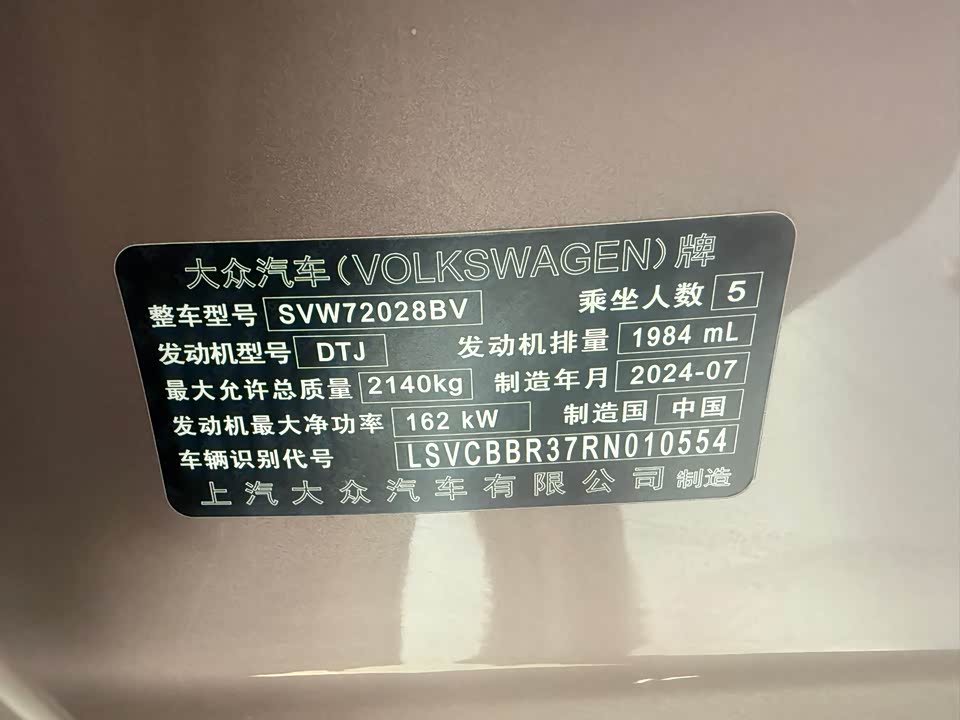 大众汽车(VOLKSWAGEN)牌
整车型号 SVW72028BV 乘坐人数 5
发动机型号 DTJ 发动机排量 1984 mL
最大允许总质量 2140kg 制造年月 2024-07
发动机最大净功率 162 kW 制造国 中国
车辆识别代号 LSVCBBR37RN010554
上汽大众汽车有限公司 制造